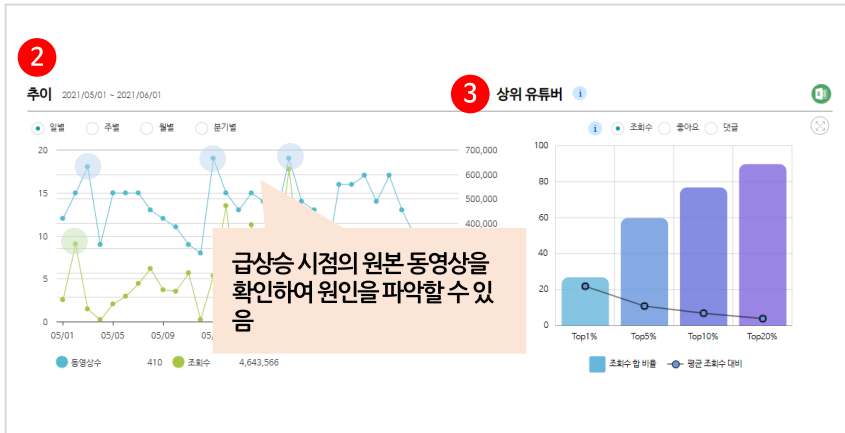 2
추이 2021/05/01 ~ 2021/06/01
일별 주별 월별 분기별
20
15
10
5
0
700,000
600,000
500,000
400,000
05/01 05/05 05/09
동영상수 410 조회수 4,643,566
급상승 시점의 원본 동영상을
확인하여 원인을 파악할 수 있
음
3 상위 유튜버 i
i 조회수 좋아요 댓글
100
80
60
40
20
0
Top1% Top5% Top10% Top20%
조회수 합 비율 평균 조회수 대비